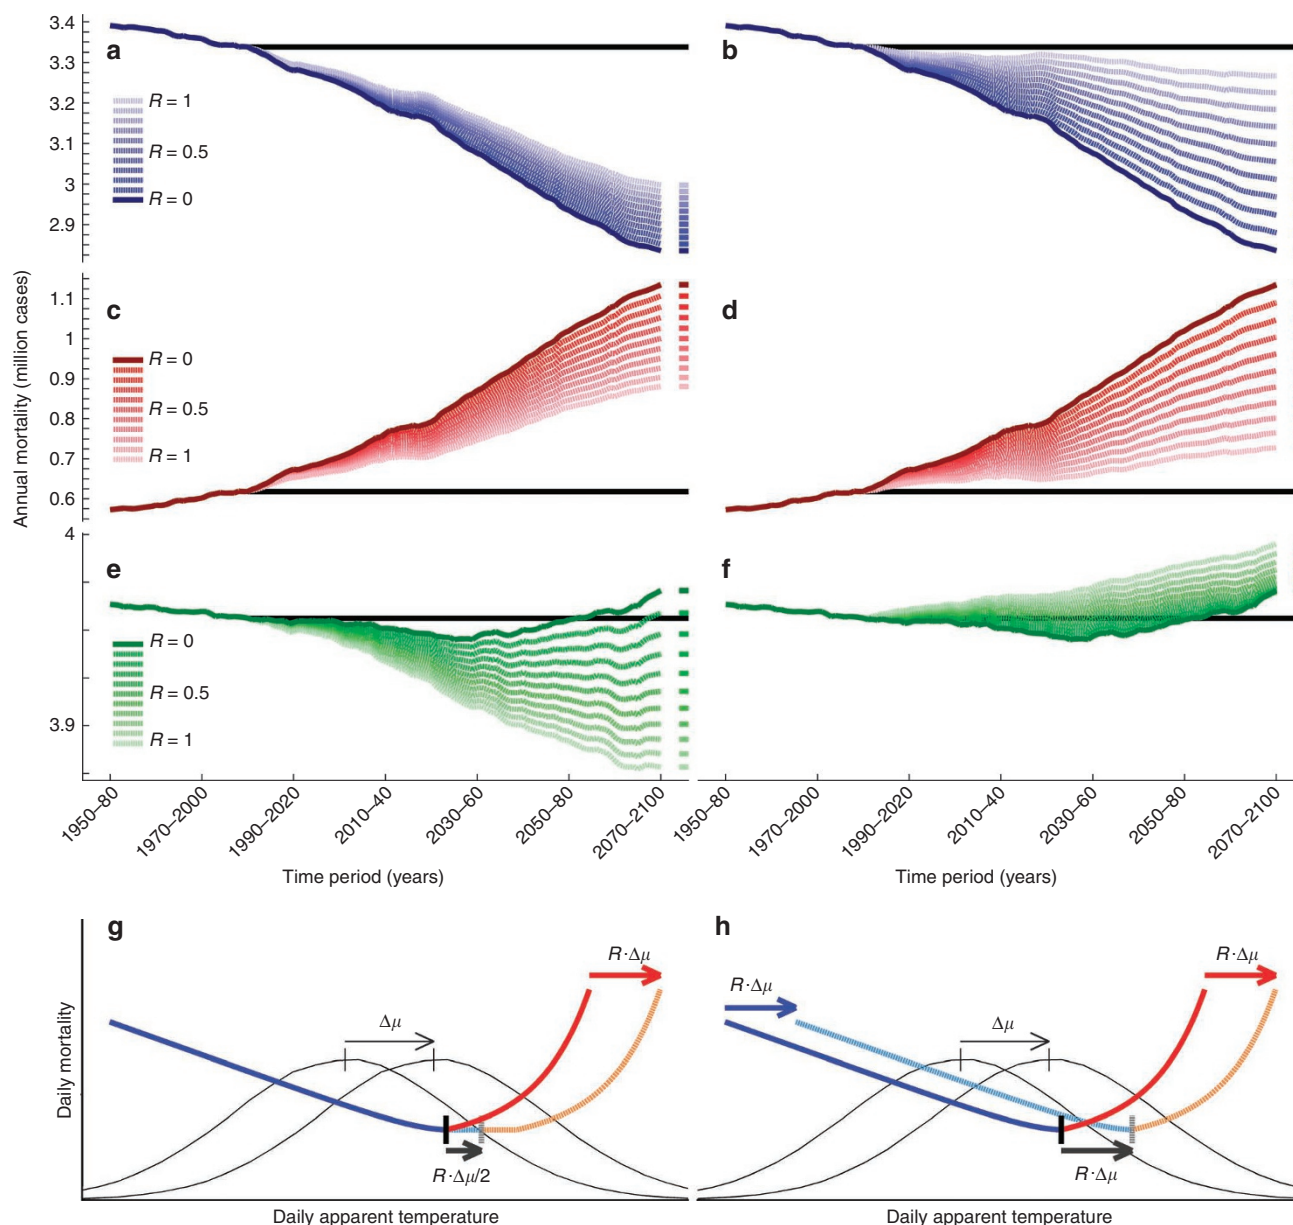 Annual mortality (million cases)
3.4
3.3
3.2
3.1
3
2.9
a
R = 1
R = 0.5
R = 0
b
1.1
1
0.9
0.8
0.7
0.6
c
R = 0
R = 0.5
R = 1
d
4
3.9
e
R = 0
R = 0.5
R = 1
f
1950–80
1970–2000
1990–2020
2010–40
2030–60
2050–80
2070–2100
Time period (years)
1950–80
1970–2000
1990–2020
2010–40
2030–60
2050–80
2070–2100
Time period (years)
g
Daily mortality
R·Δμ
Δμ
R·Δμ/2
Daily apparent temperature
h
R·Δμ
R·Δμ
Δμ
R·Δμ
Daily apparent temperature